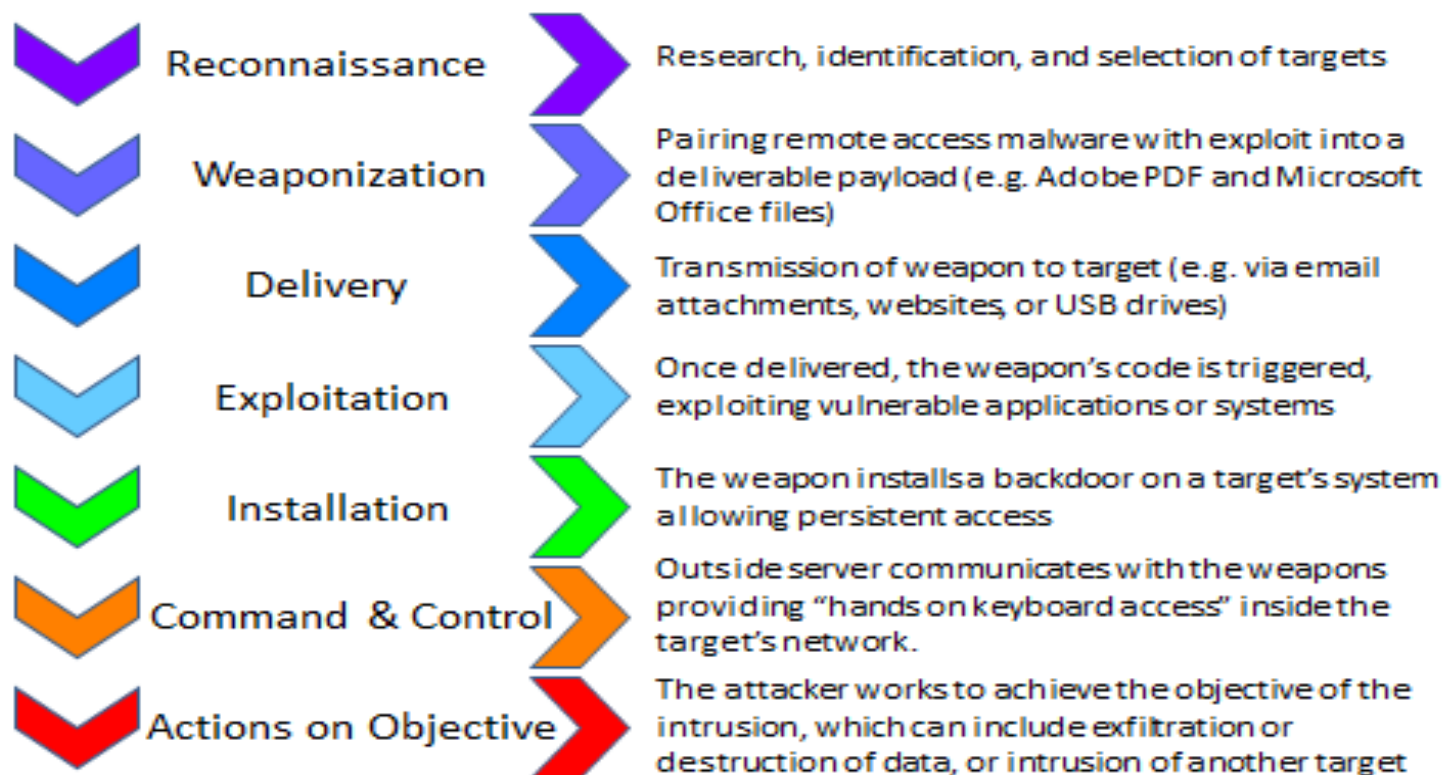 Reconnaissance
Research, identification, and selection of targets
Weaponization
Pairing remote access malware with exploit into a
deliverable payload (e.g. Adobe PDF and Microsoft
Office files)
Delivery
Transmission of weapon to target (e.g. via email
attachments, websites, or USB drives)
Exploitation
Once delivered, the weapon's code is triggered,
exploiting vulnerable applications or systems
Installation
The weapon installs a backdoor on a target's system
allowing persistent access
Command & Control
Outside server communicates with the weapons
providing “hands on keyboard access” inside the
target's network.
Actions on Objective
The attacker works to achieve the objective of the
intrusion, which can include exfiltration or
destruction of data, or intrusion of another target